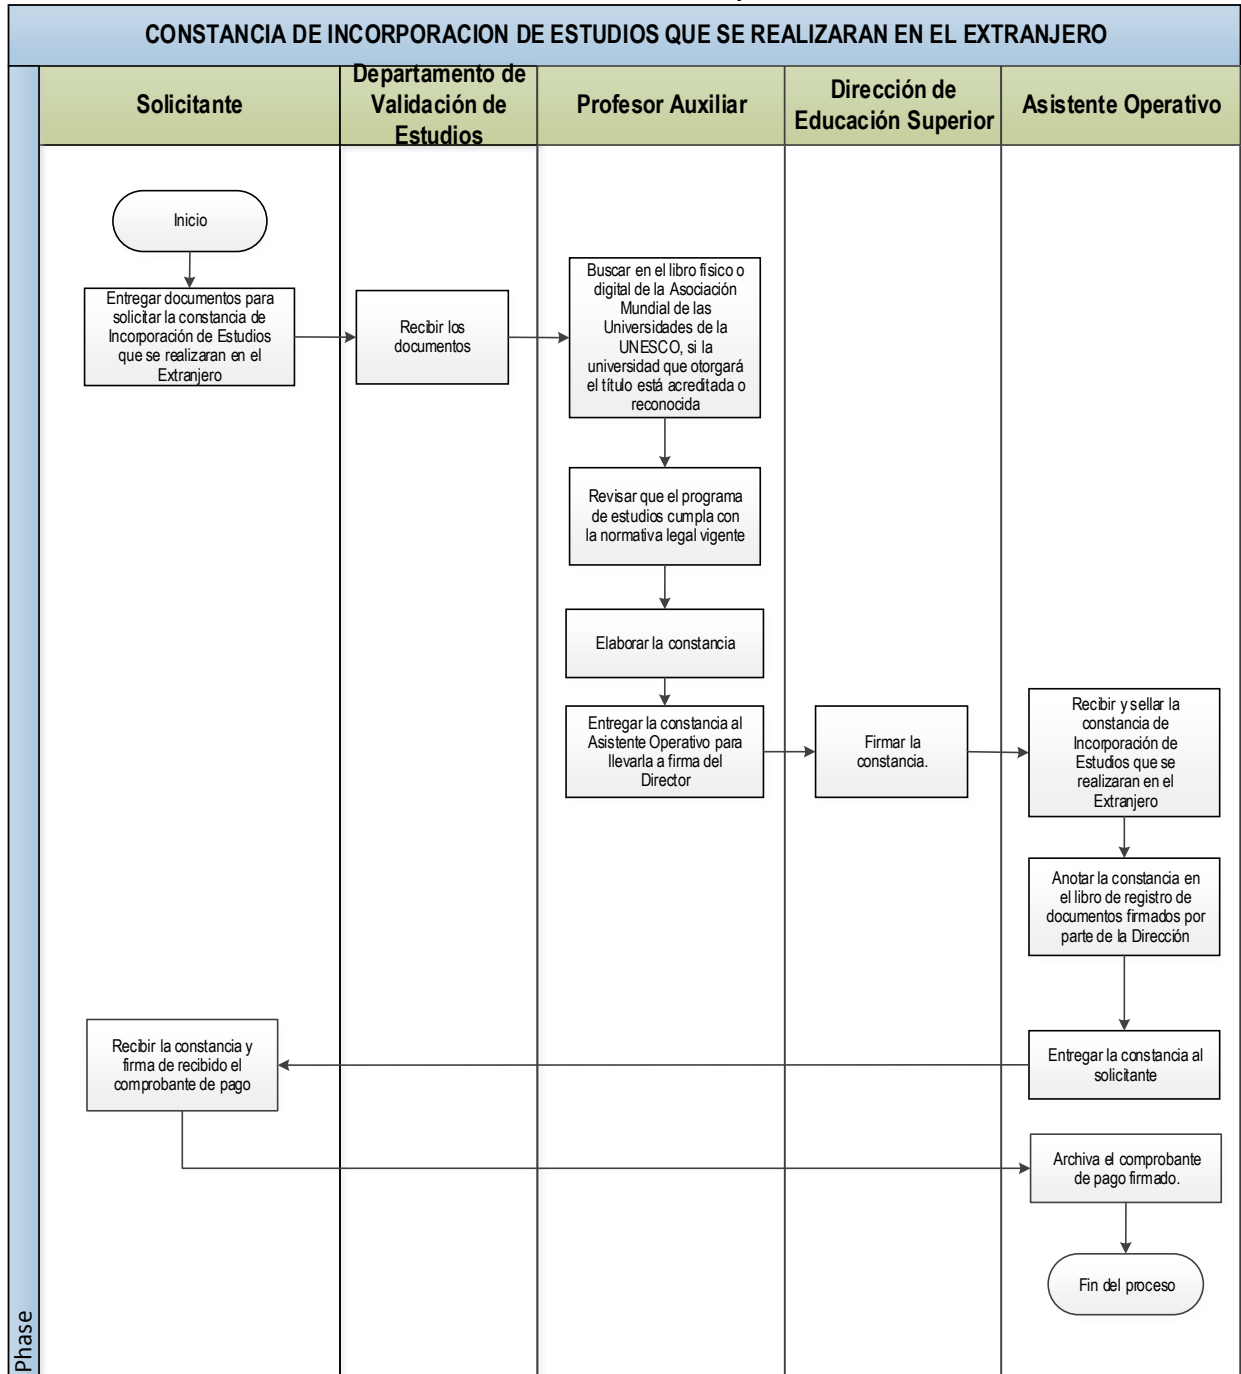 CONSTANCIA DE INCORPORACION DE ESTUDIOS QUE SE REALIZARAN EN EL EXTRANJERO
Solicitante
Departamento de
Validación de
Estudios
Profesor Auxiliar
Dirección de
Educación Superior
Asistente Operativo
Inicio
Entregar documentos para
solicitar la constancia de
Incorporación de Estudios
que se realizaran en el
Extranjero
Recibir los
documentos
Buscar en el libro físico o
digital de la Asociación
Mundial de las
Universidades de la
UNESCO, si la
universidad que otorgará
el título está acreditada o
reconocida
Revisar que el programa
de estudios cumpla con
la normativa legal vigente
Elaborar la constancia
Entregar la constancia al
Asistente Operativo para
llevarla a firma del
Director
Firmar la
constancia.
Recibir y sellar la
constancia de
Incorporación de
Estudios que se
realizaran en el
Extranjero
Anotar la constancia en
el libro de registro de
documentos firmados por
parte de la Dirección
Entregar la constancia al
solicitante
Recibir la constancia y
firma de recibido el
comprobante de pago
Archiva el comprobante
de pago firmado.
Fin del proceso
Phase